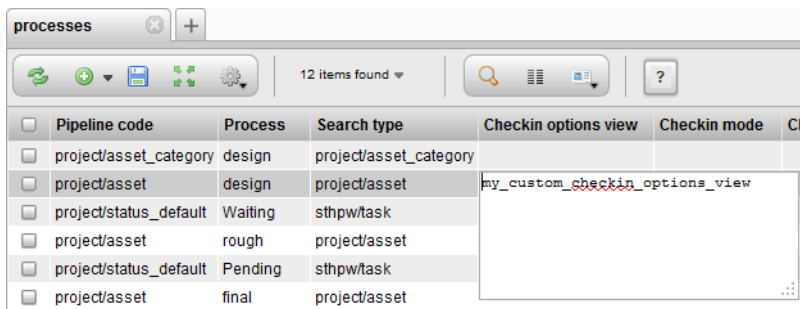 processes
12 items found
?
Pipeline code Process Search type Checkin options view Checkin mode
project/asset_category design project/asset_category
project/asset design project/asset my_custom_checkin_options_view
project/status_default Waiting sthpw/task
project/asset rough project/asset
project/status_default Pending sthpw/task
project/asset final project/asset